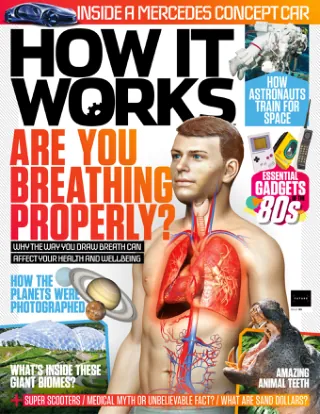 INSIDE A MERCEDES CONCEPT CAR
HOW IT
WORKS
HOW
ASTRONAUTS
TRAIN FOR
SPACE
ARE YOU
BREATHING
PROPERLY?
WHY THE WAY YOU DRAW BREATH CAN
AFFECT YOUR HEALTH AND WELLBEING
ESSENTIAL
GADGETS
80s
HOW THE
PLANETS WERE
PHOTOGRAPHED
FUTURE
WHAT'S INSIDE THESE
GIANT BIOMES?
AMAZING
ANIMAL TEETH
+ SUPER SCOOTERS / MEDICAL MYTH OR UNBELIEVABLE FACT? / WHAT ARE SAND DOLLARS?